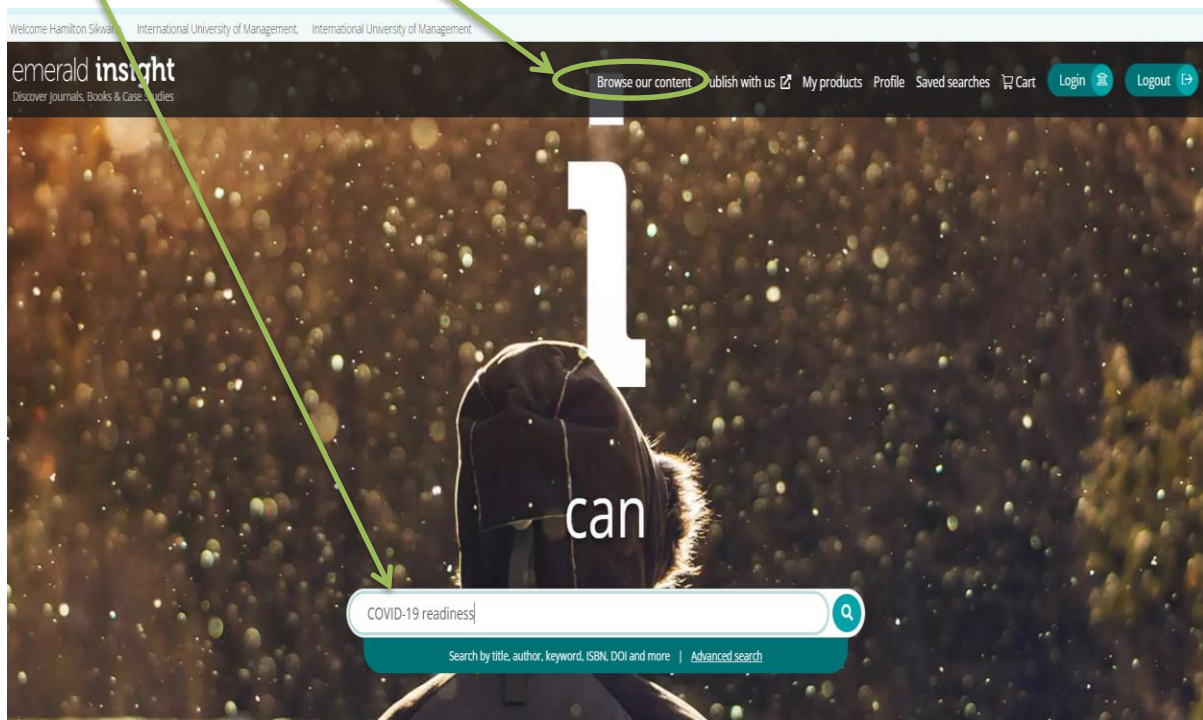 Welcome Hamilton Sikwan International University of Management, International University of Management
emerald insight
Discover Journals, Books & Case Studies
Browse our content ublish with us My products Profile Saved searches Cart Login Logout
I
can
COVID-19 readiness
Search by title, author, keyword, ISBN, DOI and more | Advanced search